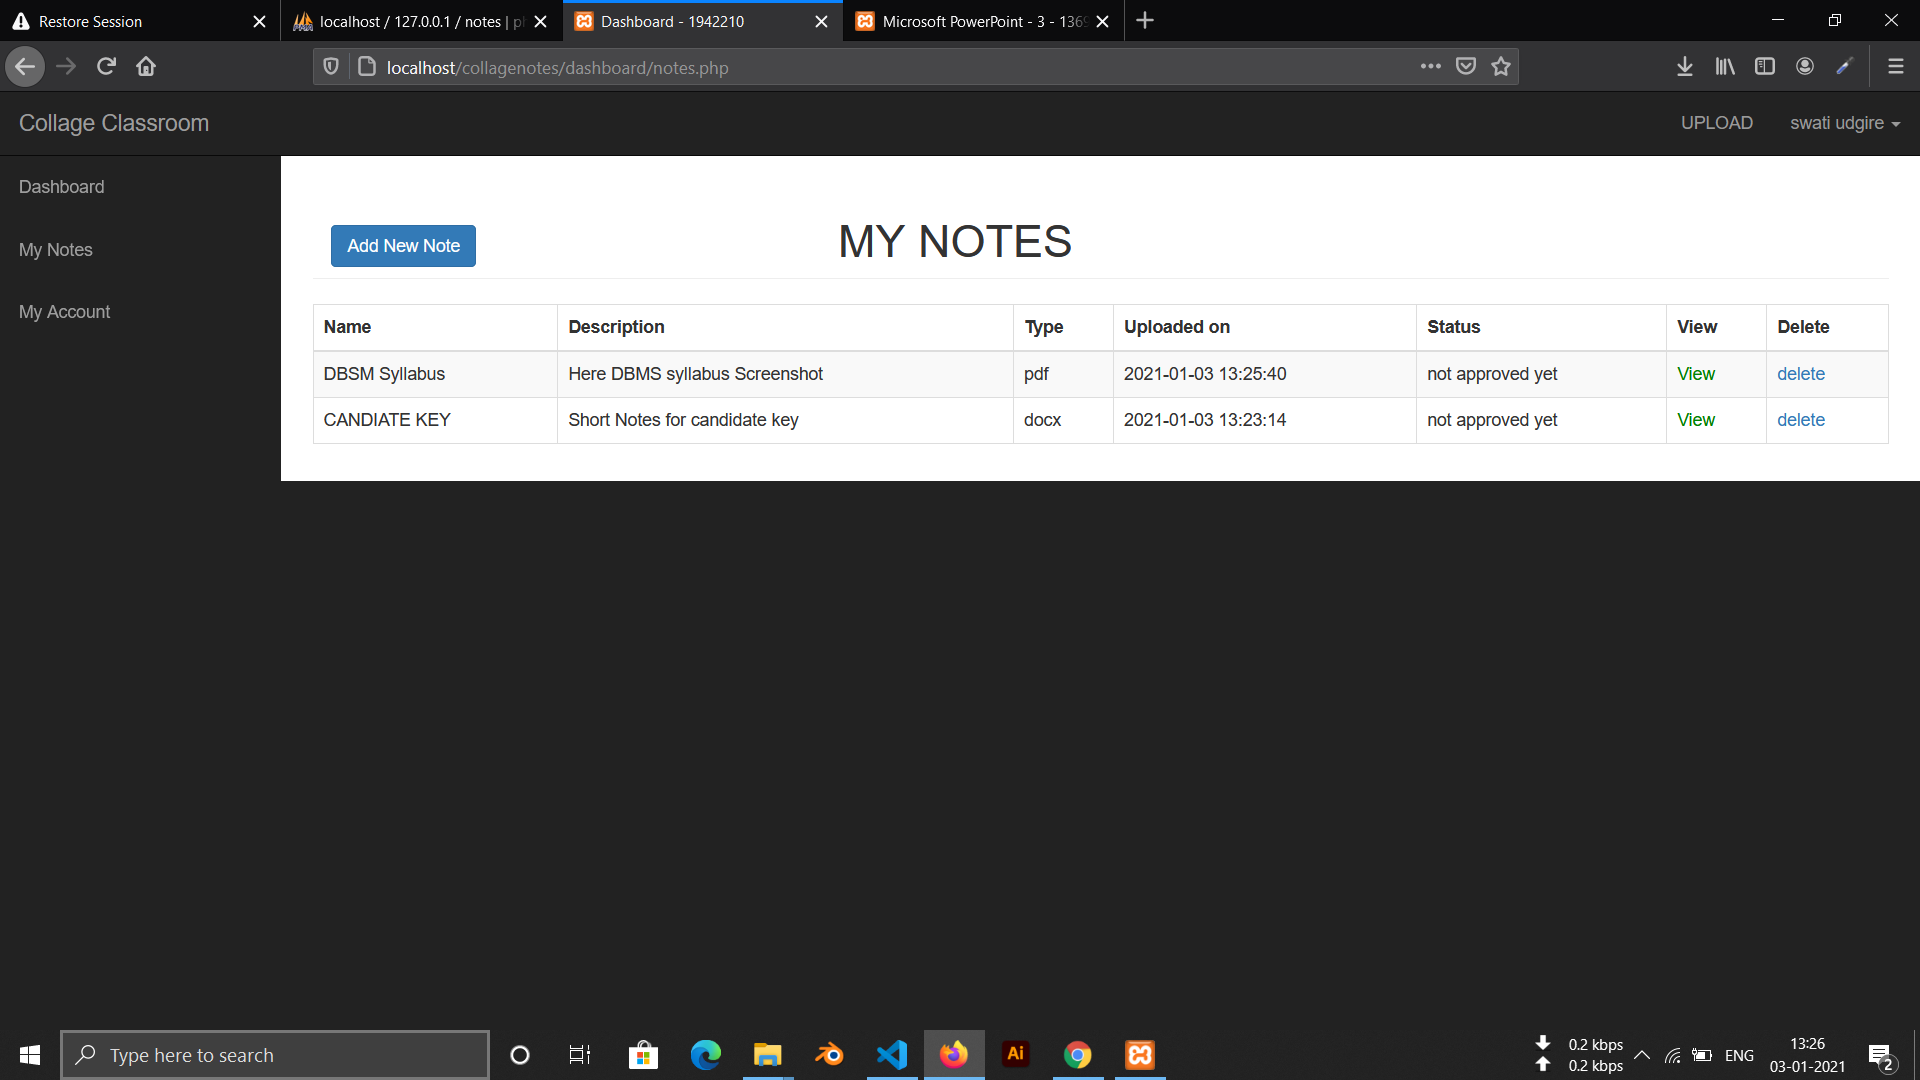 Restore Session
localhost / 127.0.0.1 / notes | ph
Dashboard - 1942210
Microsoft PowerPoint - 3 - 1369
localhost/collagenotes/dashboard/notes.php
Collage Classroom
UPLOAD
swati udgire
Dashboard
My Notes
My Account
Add New Note
MY NOTES
Name Description Type Uploaded on Status View Delete
DBSM Syllabus Here DBMS syllabus Screenshot pdf 2021-01-03 13:25:40 not approved yet View delete
CANDIATE KEY Short Notes for candidate key docx 2021-01-03 13:23:14 not approved yet View delete
Type here to search
Ai
0.2 kbps
0.2 kbps
ENG
13:26
03-01-2021
2